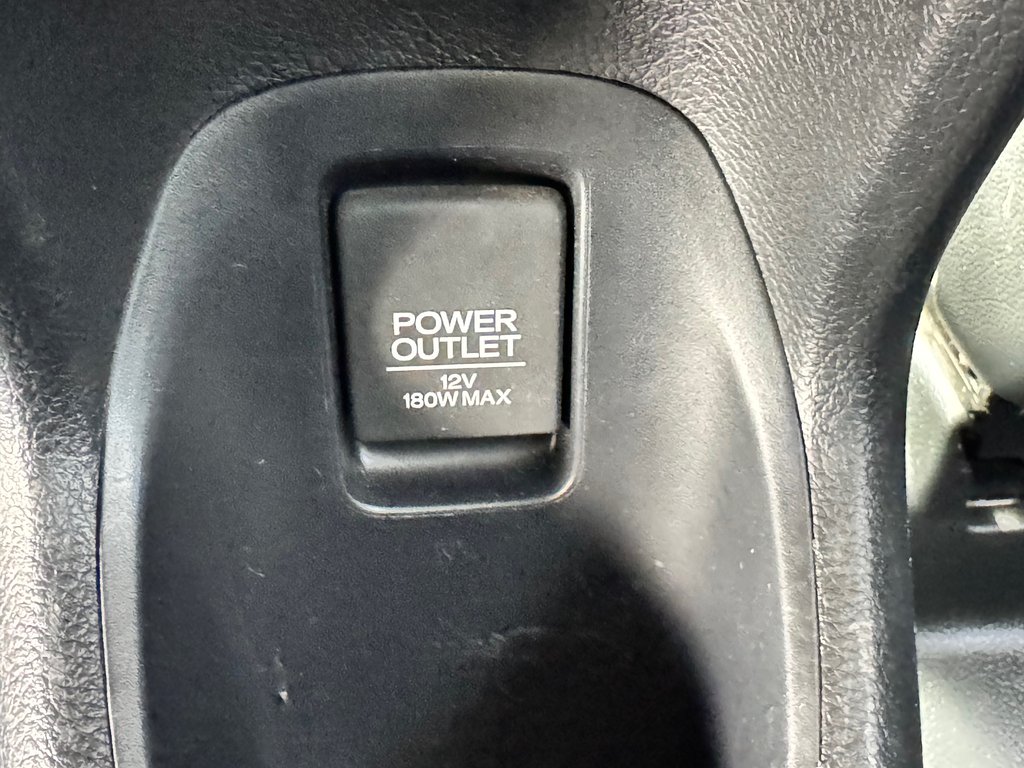 POWER
OUTLET
12V
180W MAX